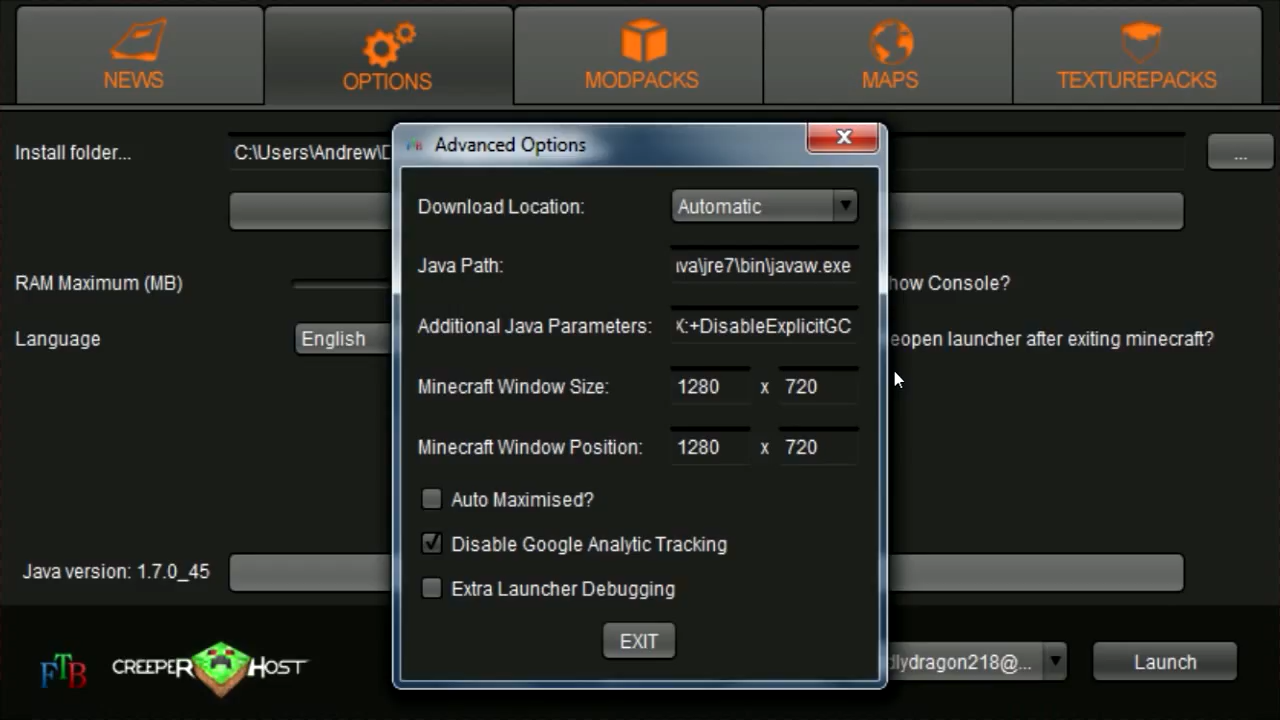 NEWS
OPTIONS
MODPACKS
MAPS
TEXTUREPACKS
Advanced Options
Install folder...
C:\Users\Andrew\D
...
Download Location:
Automatic
Java Path:
va\jre7\bin\javaw.exe
RAM Maximum (MB)
how Console?
Additional Java Parameters:
X:+DisableExplicitGC
Language
English
eopen launcher after exiting minecraft?
Minecraft Window Size:
1280 x 720
Minecraft Window Position:
1280 x 720
Auto Maximised?
Disable Google Analytic Tracking
Java version: 1.7.0_45
Extra Launcher Debugging
EXIT
FTB
CREEPER HOST
dlydragon218@...
Launch